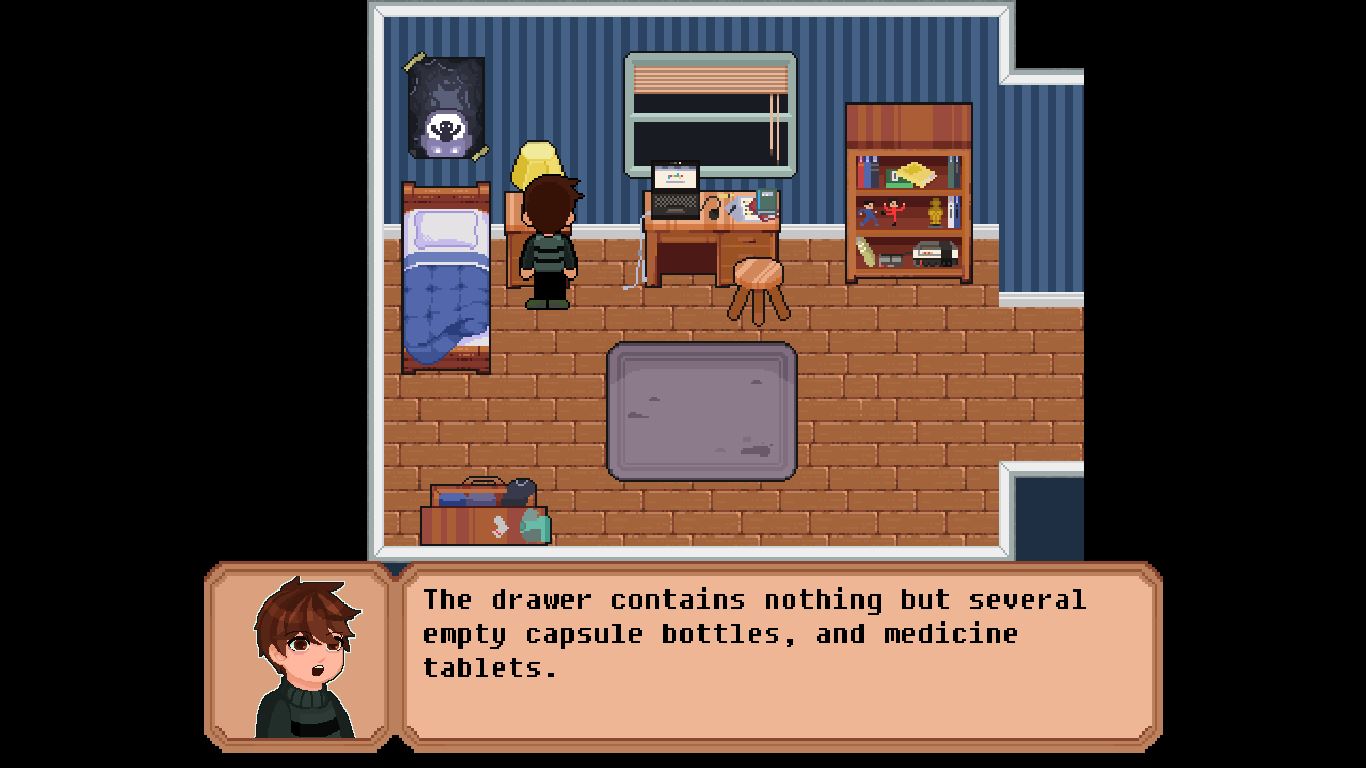 The drawer contains nothing but several
empty capsule bottles, and medicine
tablets.